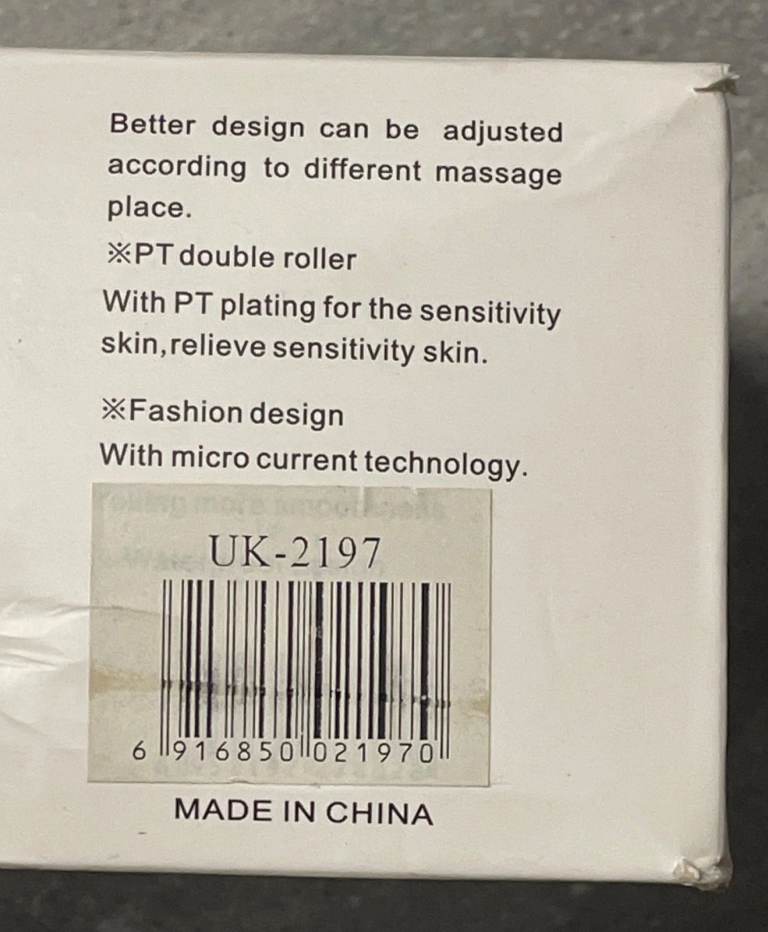 Better design can be adjusted
according to different massage
place.
※PT double roller
With PT plating for the sensitivity
skin,relieve sensitivity skin.
※Fashion design
With micro current technology.
UK-2197
6 916850 021970
MADE IN CHINA